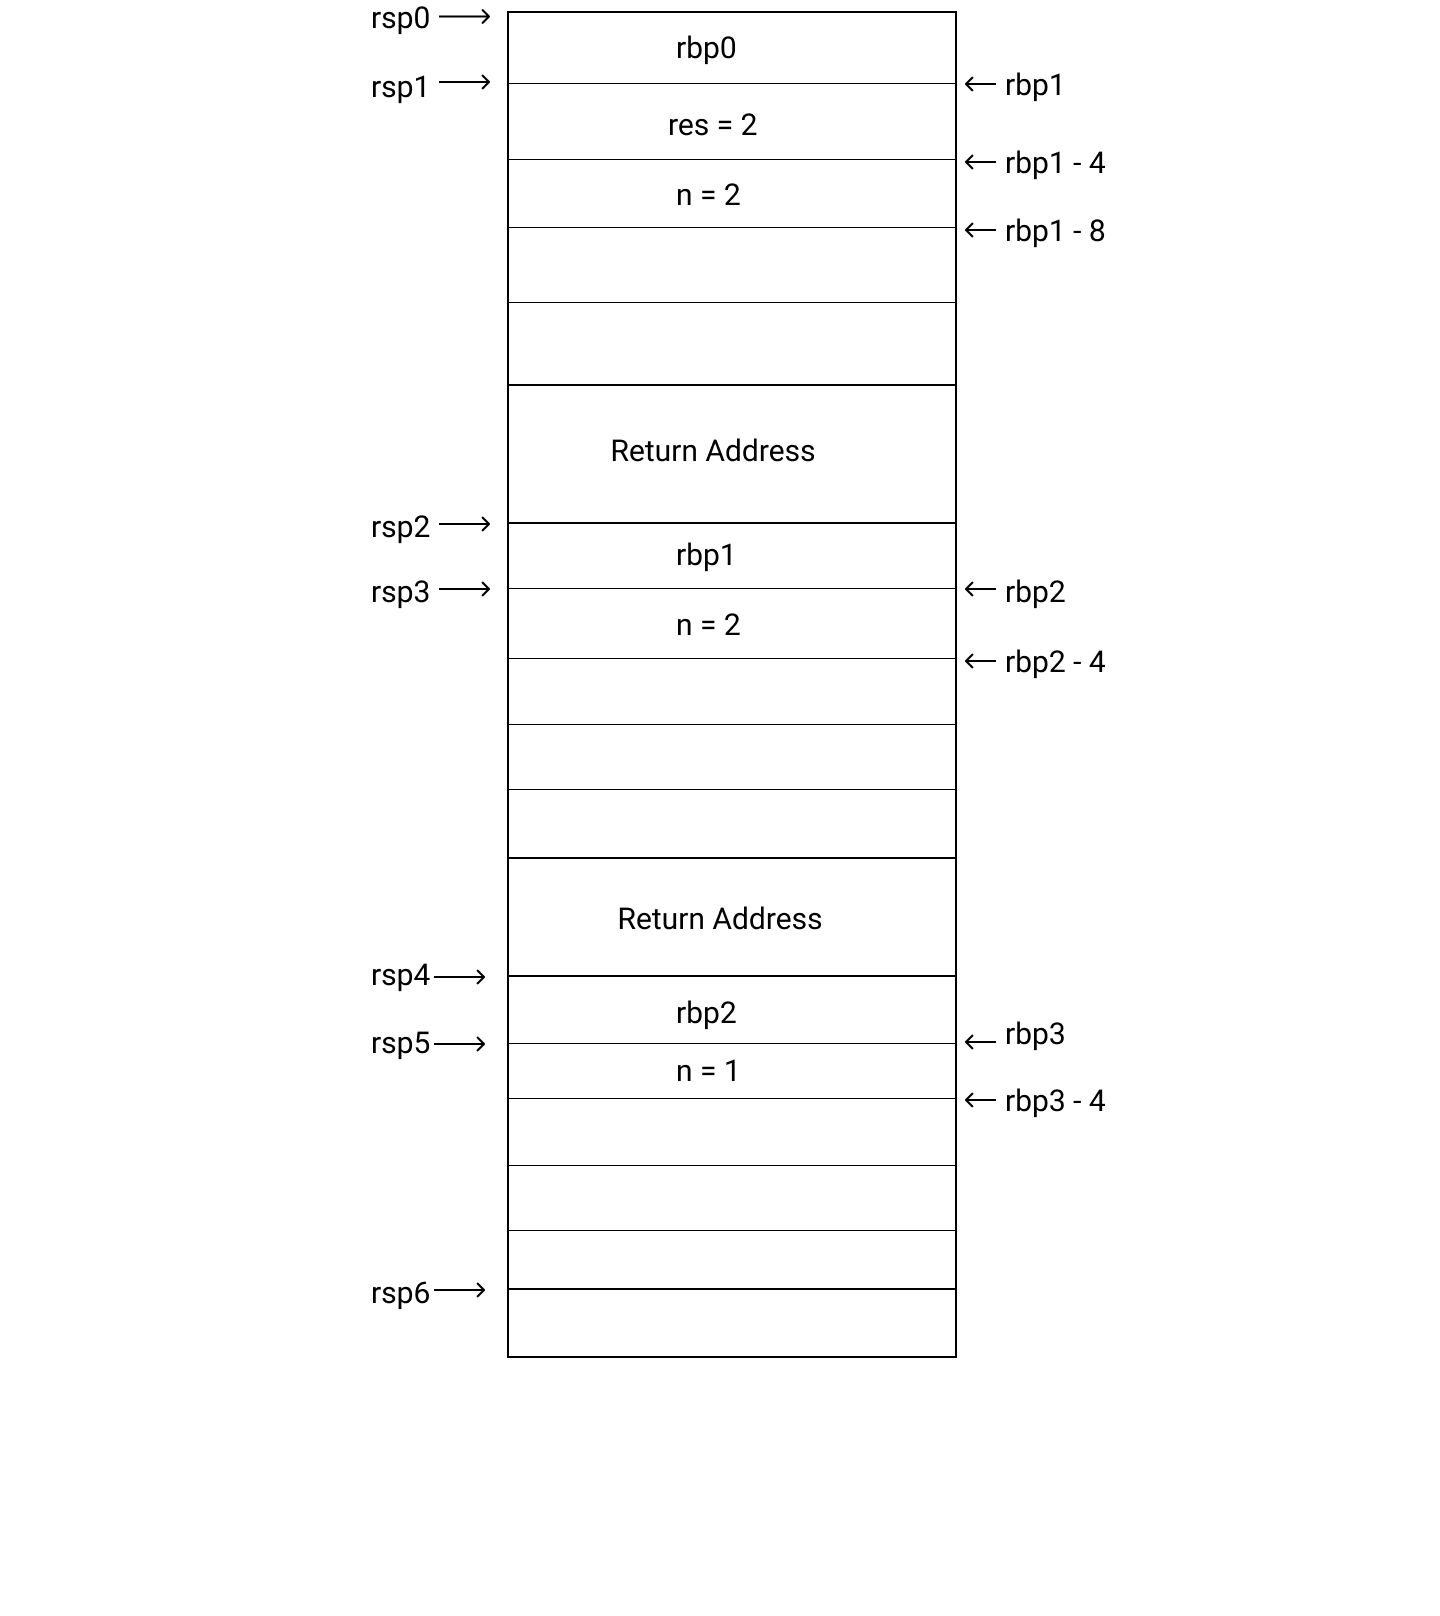 rsp0
rbp0
rsp1
rbp1
res = 2
rbp1 - 4
n = 2
rbp1 - 8
Return Address
rsp2
rbp1
rsp3
rbp2
n = 2
rbp2 - 4
Return Address
rsp4
rbp2
rsp5
rbp3
n = 1
rbp3 - 4
rsp6